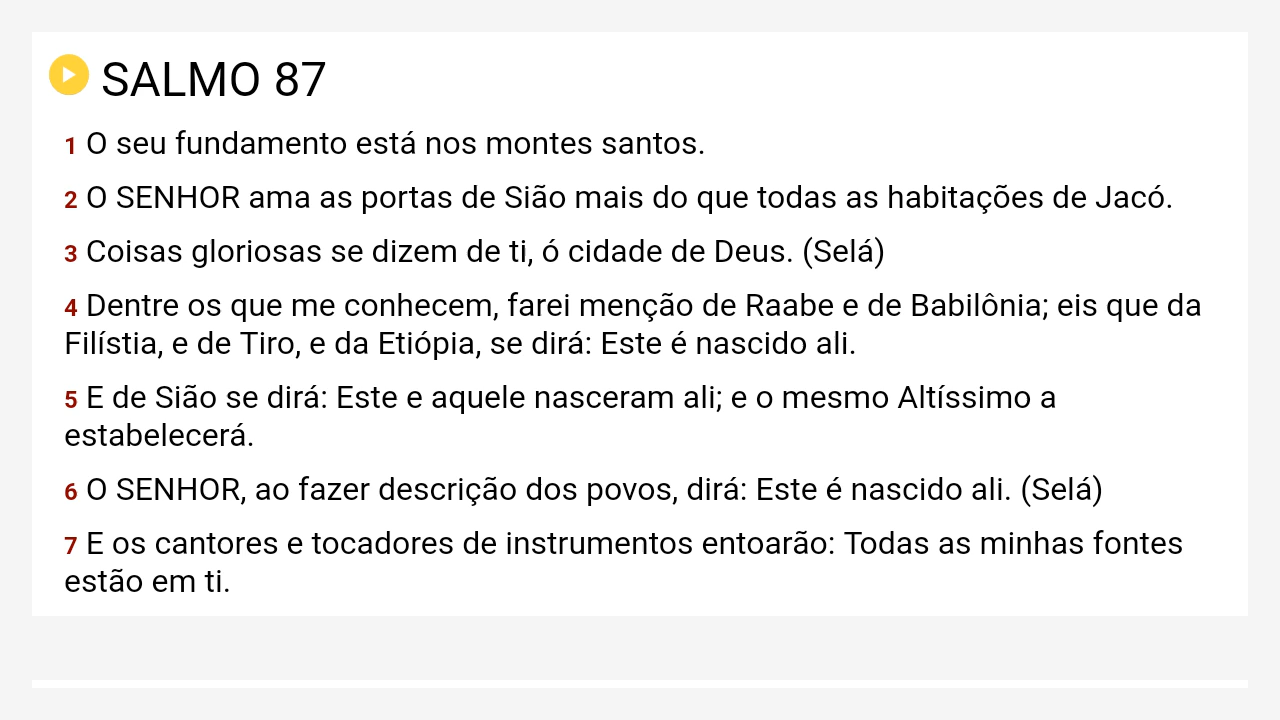 SALMO 87
1 O seu fundamento está nos montes santos.
2 O SENHOR ama as portas de Sião mais do que todas as habitações de Jacó.
3 Coisas gloriosas se dizem de ti, ó cidade de Deus. (Selá)
4 Dentre os que me conhecem, farei menção de Raabe e de Babilônia; eis que da
Filístia, e de Tiro, e da Etiópia, se dirá: Este é nascido ali.
5 E de Sião se dirá: Este e aquele nasceram ali; e o mesmo Altíssimo a
estabelecerá.
6 O SENHOR, ao fazer descrição dos povos, dirá: Este é nascido ali. (Selá)
7 E os cantores e tocadores de instrumentos entoarão: Todas as minhas fontes
estão em ti.